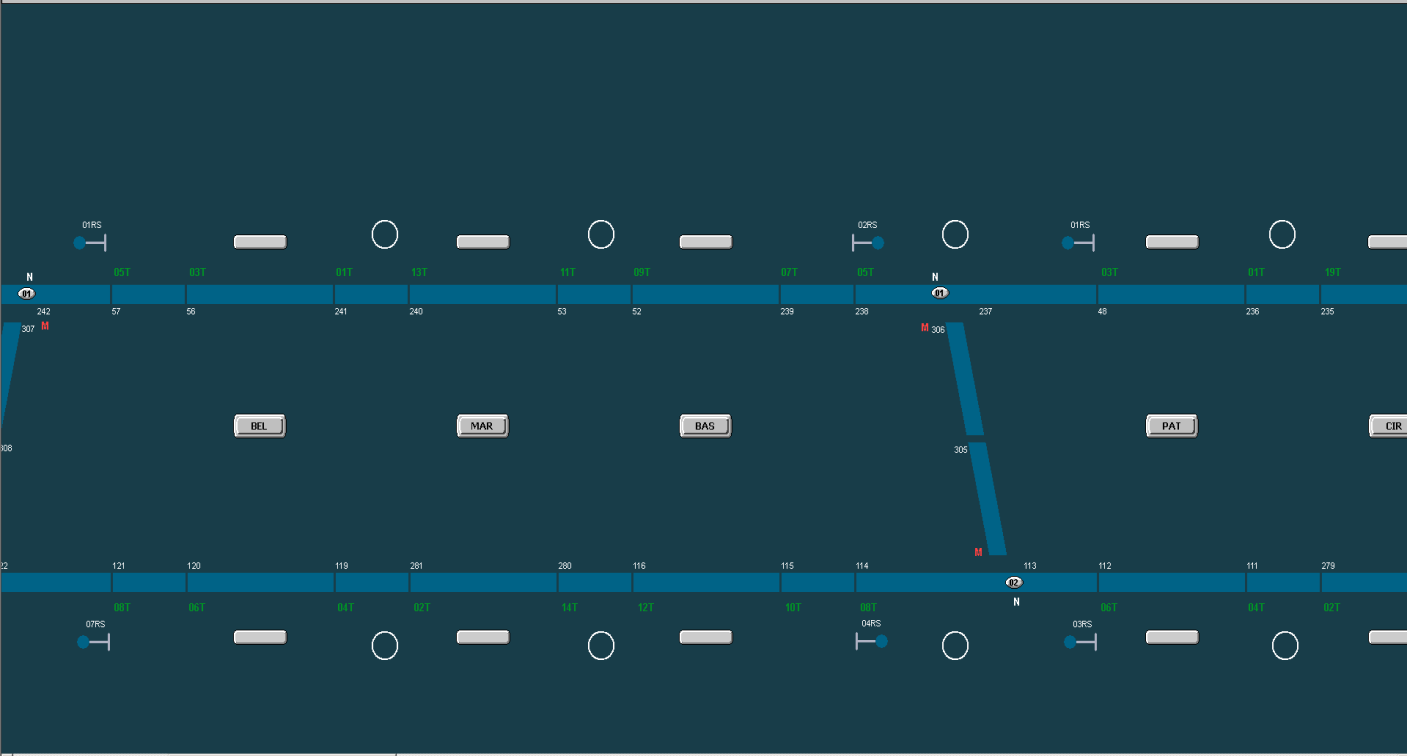 01RS 02RS 01RS
N 05T 03T 01T 13T 11T 09T 07T 05T N 03T 01T 19T
01 01
242 57 56 241 240 53 52 239 238 237 48 236 235
307 M M 306
BEL MAR BAS PAT CIR
308 305
M
22 121 120 119 281 280 116 115 114 113 112 111 279
02
08T 06T 04T 02T 14T 12T 10T 08T N 06T 04T 02T
07RS 04RS 03RS